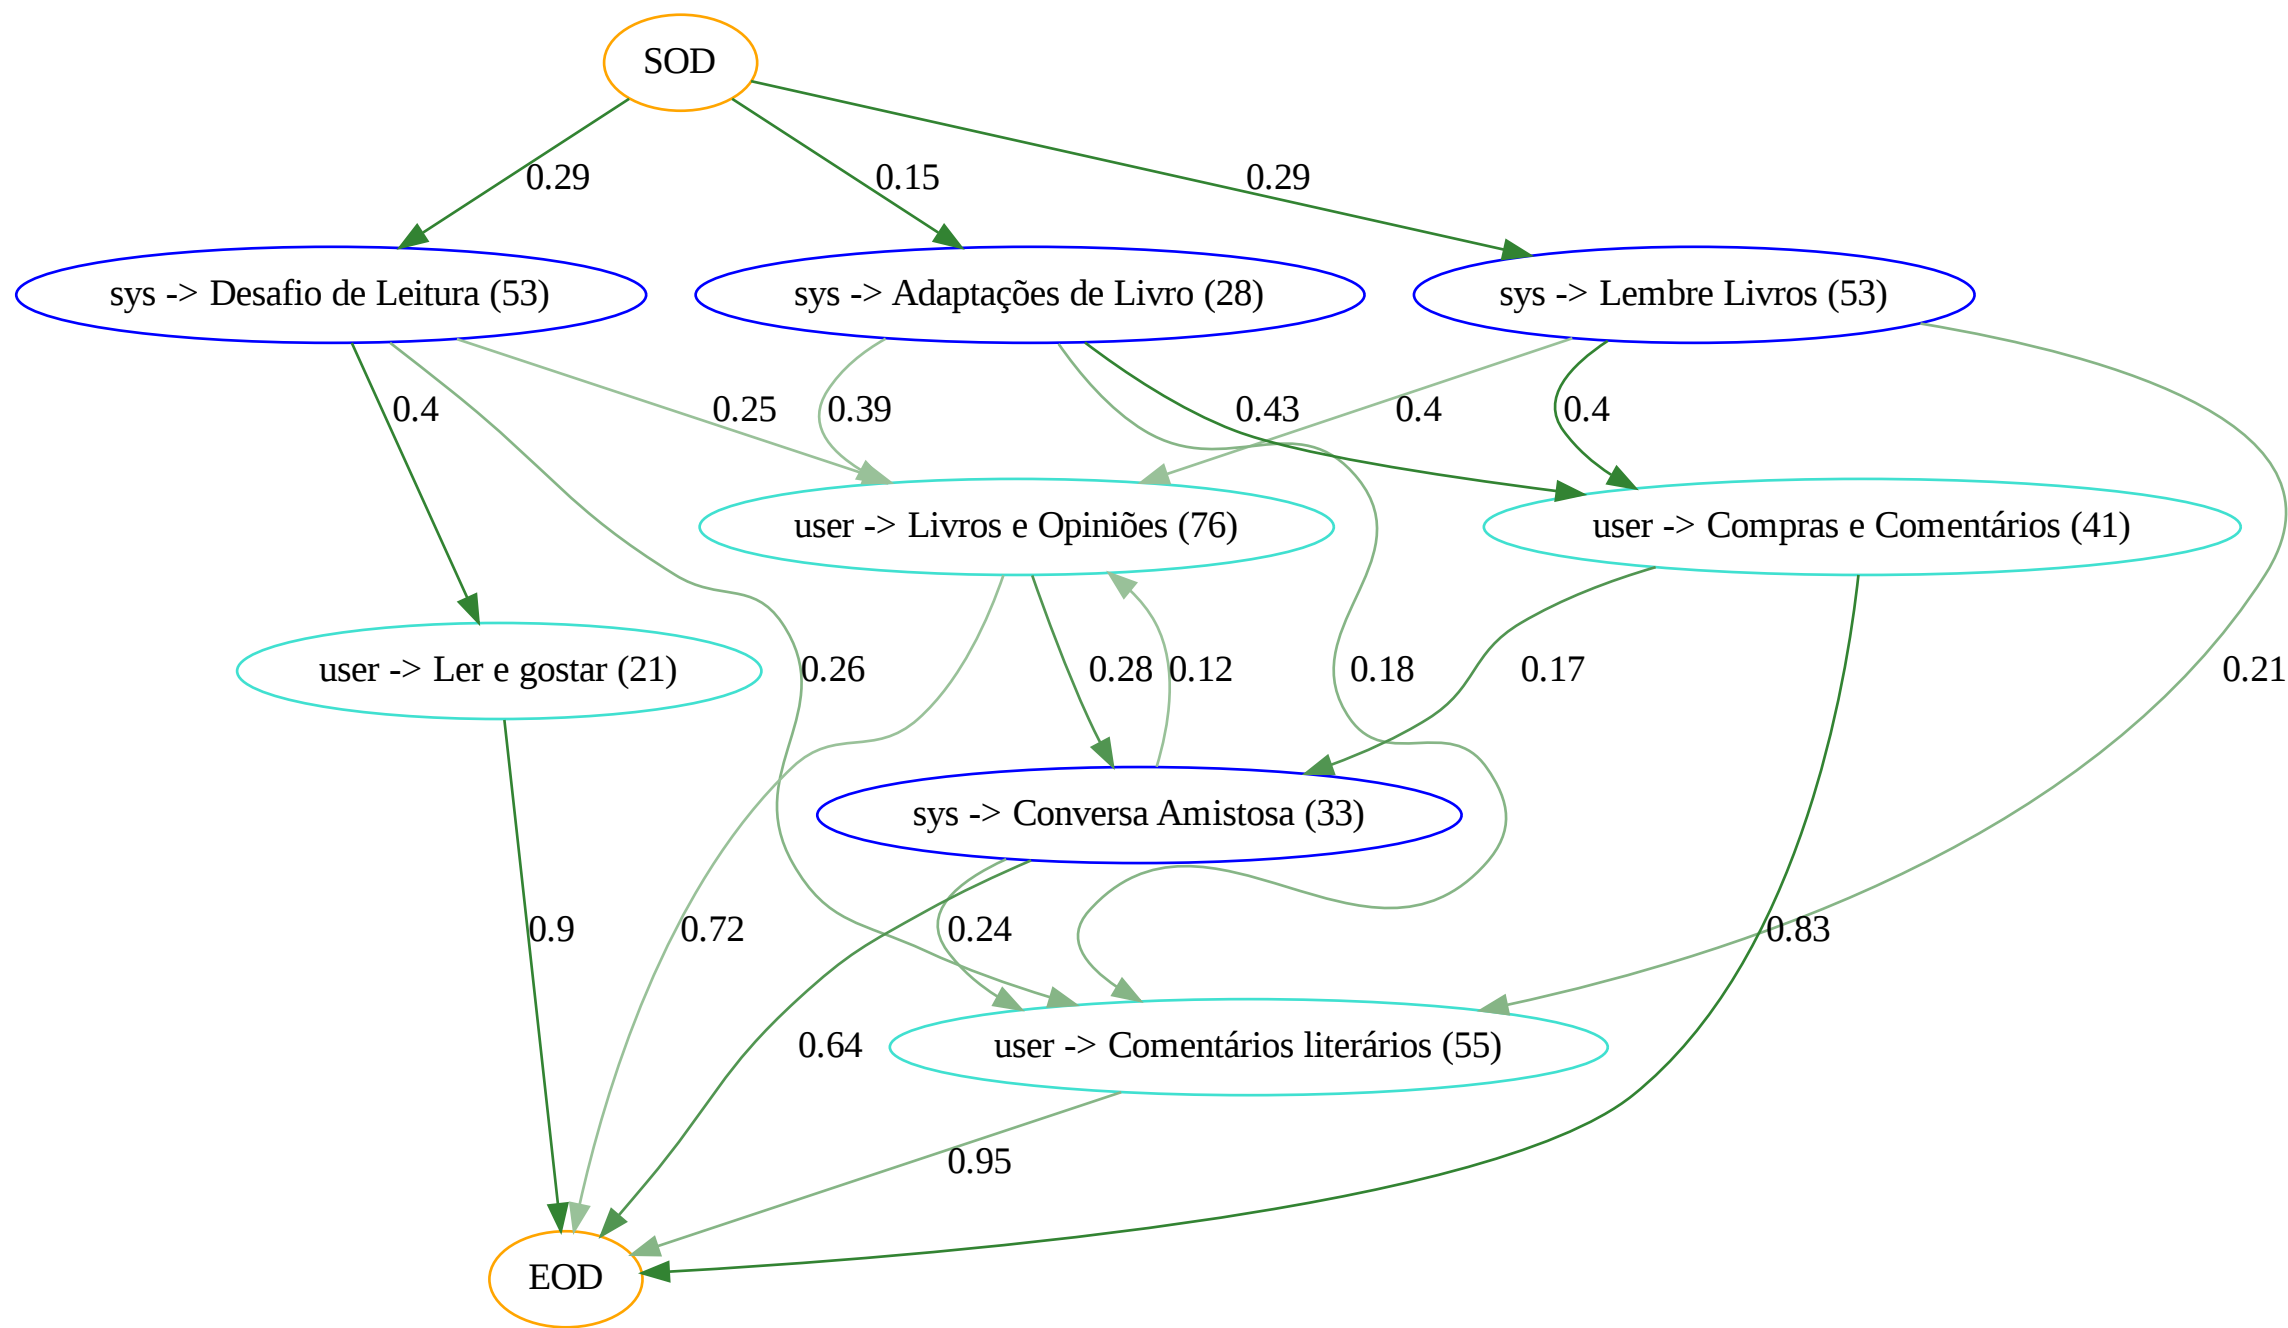 SOD
0.29
0.15
0.29
sys -> Desafio de Leitura (53)
sys -> Adaptações de Livro (28)
sys -> Lembre Livros (53)
0.4
0.25
0.39
0.43
0.4
0.4
user -> Livros e Opiniões (76)
user -> Compras e Comentários (41)
user -> Ler e gostar (21)
0.26
0.28
0.12
0.18
0.17
0.21
sys -> Conversa Amistosa (33)
0.9
0.72
0.24
0.83
0.64
user -> Comentários literários (55)
0.95
EOD